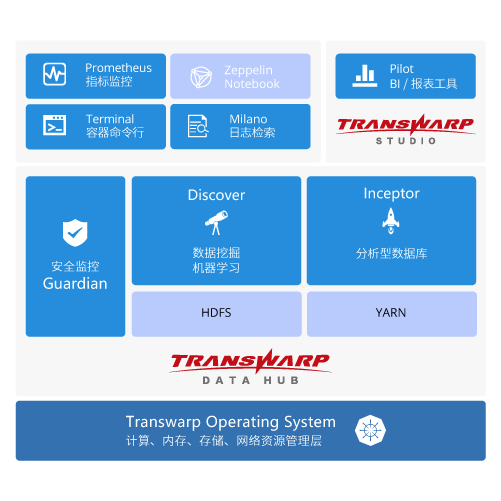 Prometheus
指标监控
Zeppelin
Notebook
Terminal
容器命令行
Milano
日志检索
Pilot
BI / 报表工具
TRANSWARP
STUDIO
安全监控
Guardian
Discover
数据挖掘
机器学习
Inceptor
分析型数据库
HDFS
YARN
TRANSWARP
DATA HUB
Transwarp Operating System
计算、内存、存储、网络资源管理层